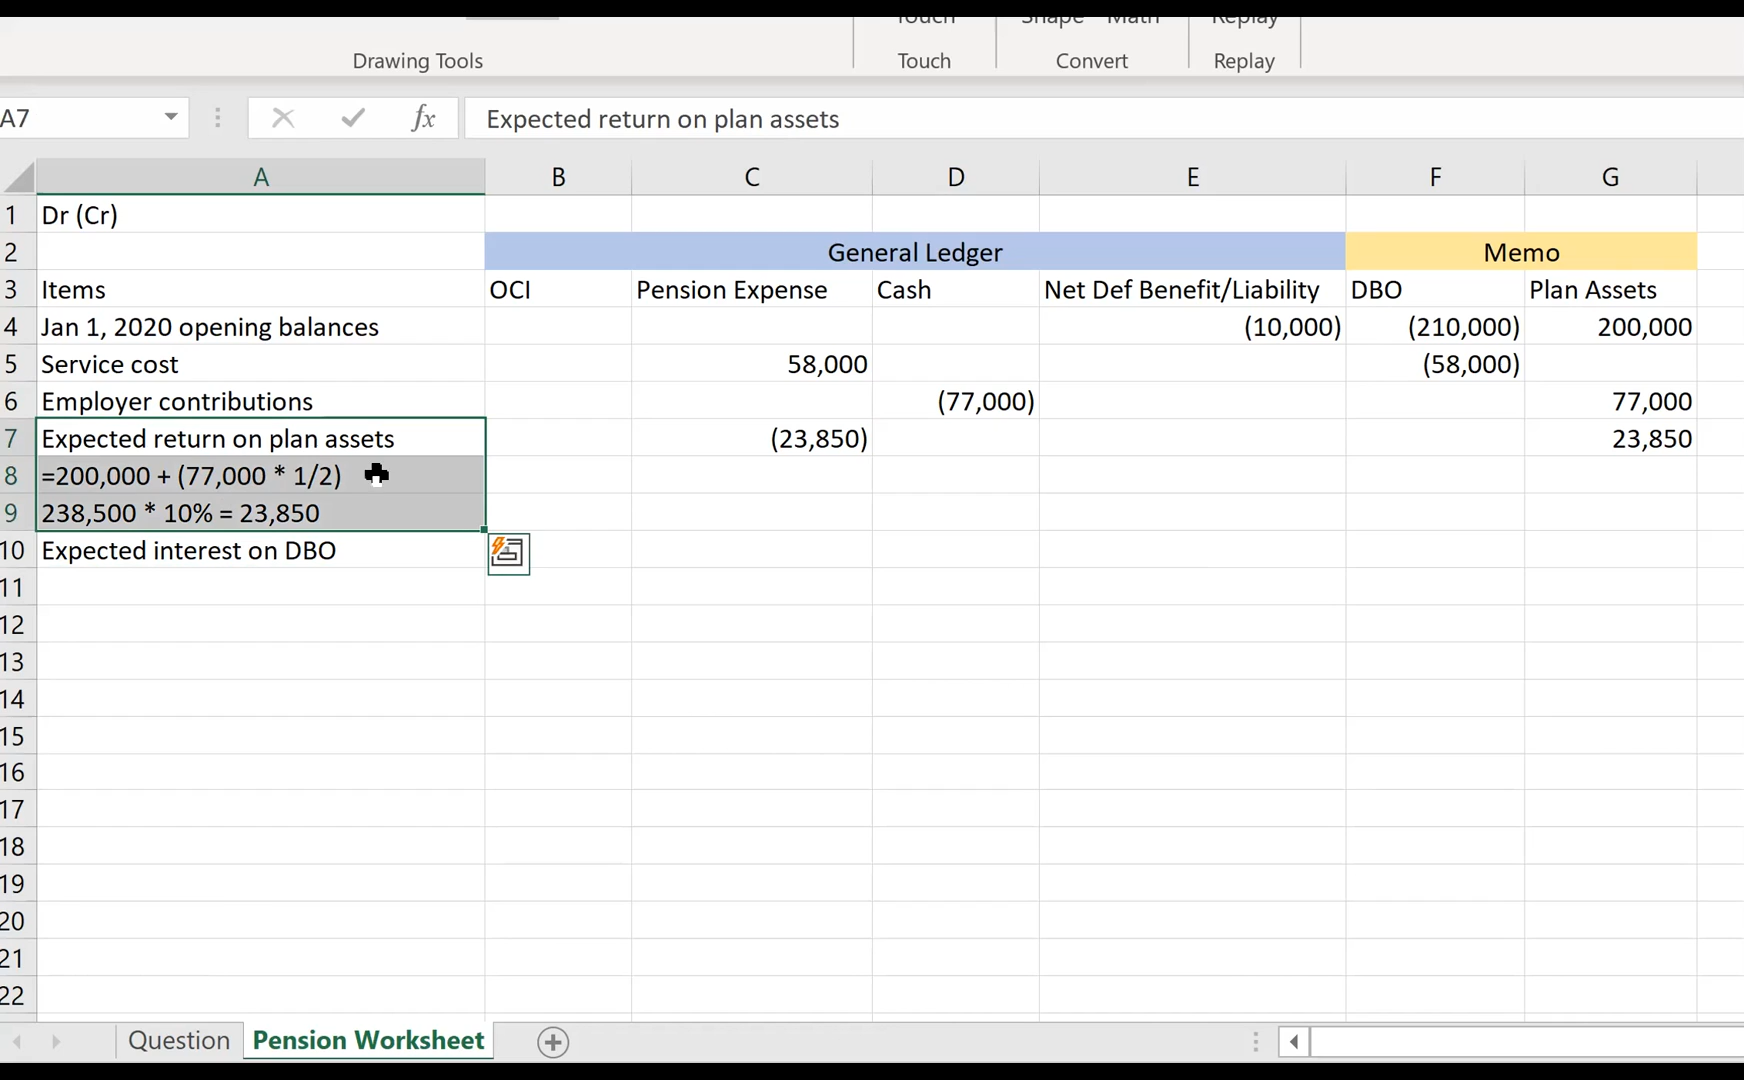 Touch Shape Math Replay
Drawing Tools Touch Convert Replay
A7 fx Expected return on plan assets
A B C D E F G
1 Dr (Cr)
2 General Ledger Memo
3 Items OCI Pension Expense Cash Net Def Benefit/Liability DBO Plan Assets
4 Jan 1, 2020 opening balances (10,000) (210,000) 200,000
5 Service cost 58,000 (58,000)
6 Employer contributions (77,000) 77,000
7 Expected return on plan assets (23,850) 23,850
8 =200,000 + (77,000 * 1/2)
9 238,500 * 10% = 23,850
10 Expected interest on DBO
11
12
13
14
15
16
17
18
19
20
21
22
Question Pension Worksheet